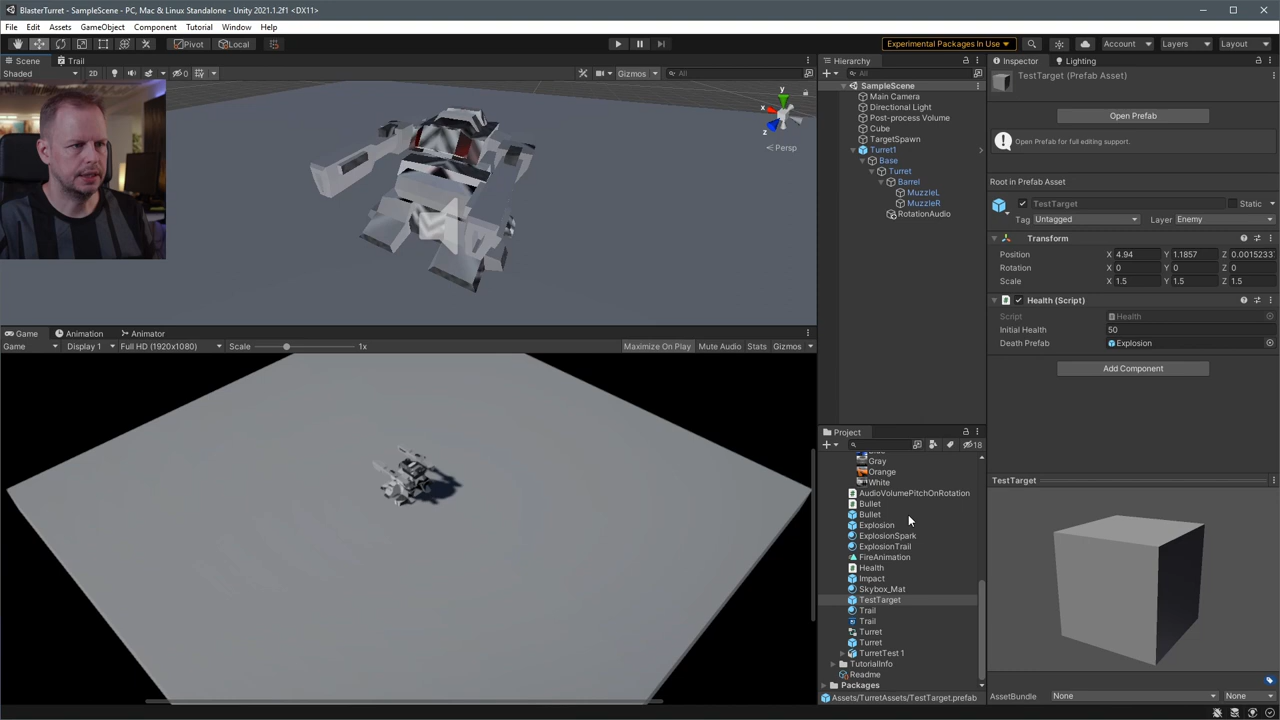 BlasterTurret - SampleScene - PC, Mac & Linux Standalone - Unity 2021.1.2f1 <DX11>
File Edit Assets GameObject Component Tutorial Window Help
Pivot Local Experimental Packages In Use Account Layers Layout
Scene Trail
Shaded 2D 0 Gizmos All
y
x
z
Persp
Game Animation Animator
Game Display 1 Full HD (1920x1080) Scale 1x Maximize On Play Mute Audio Stats Gizmos
Hierarchy
All
SampleScene
Main Camera
Directional Light
Post-process Volume
Cube
TargetSpawn
Turret1
Base
Turret
Barrel
MuzzleL
MuzzleR
RotationAudio
Project
18
Gray
Orange
White
AudioVolumePitchOnRotation
Bullet
Bullet
Explosion
ExplosionSpark
ExplosionTrail
FireAnimation
Health
Impact
Skybox_Mat
TestTarget
Trail
Trail
Turret
Turret
TurretTest 1
TutorialInfo
Readme
Packages
Assets/TurretAssets/TestTarget.prefab
Inspector Lighting
TestTarget (Prefab Asset)
Open Prefab
Open Prefab for full editing support.
Root in Prefab Asset
TestTarget Static
Tag Untagged Layer Enemy
Transform
Position X 4.94 Y 1.1857 Z 0.0015233
Rotation X 0 Y 0 Z 0
Scale X 1.5 Y 1.5 Z 1.5
Health (Script)
Script Health
Initial Health 50
Death Prefab Explosion
Add Component
TestTarget
AssetBundle None None